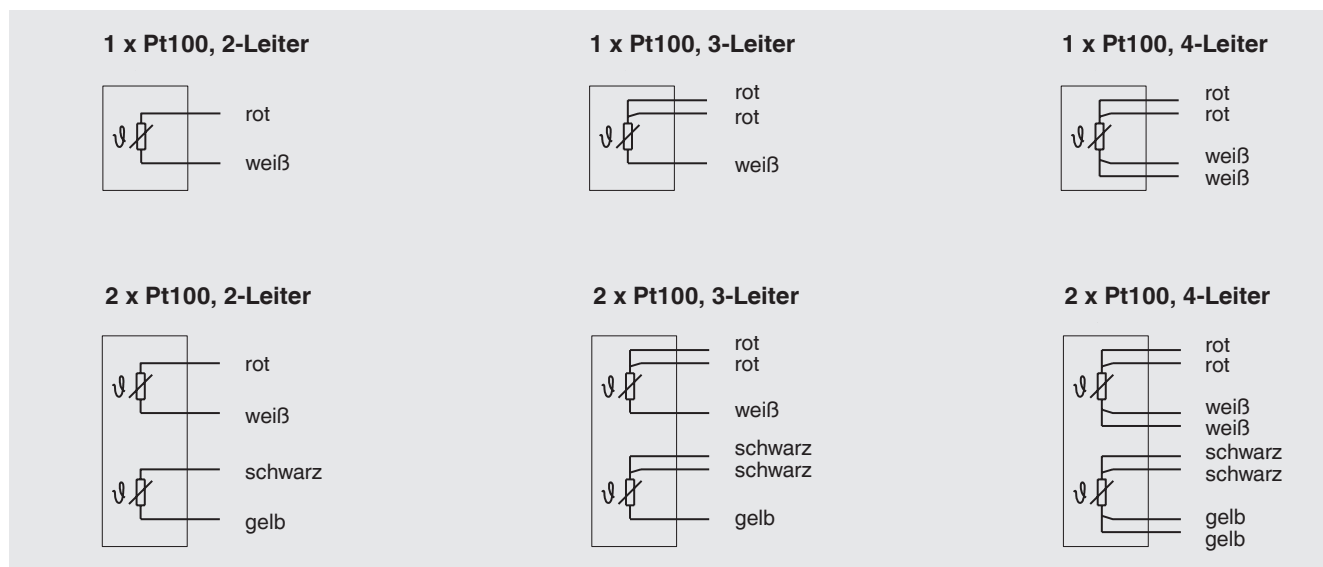 1 x Pt100, 2-Leiter
ϑ
rot
weiß
1 x Pt100, 3-Leiter
ϑ
rot
rot
weiß
1 x Pt100, 4-Leiter
ϑ
rot
rot
weiß
weiß
2 x Pt100, 2-Leiter
ϑ
rot
weiß
ϑ
schwarz
gelb
2 x Pt100, 3-Leiter
ϑ
rot
rot
weiß
ϑ
schwarz
schwarz
gelb
2 x Pt100, 4-Leiter
ϑ
rot
rot
weiß
weiß
ϑ
schwarz
schwarz
gelb
gelb